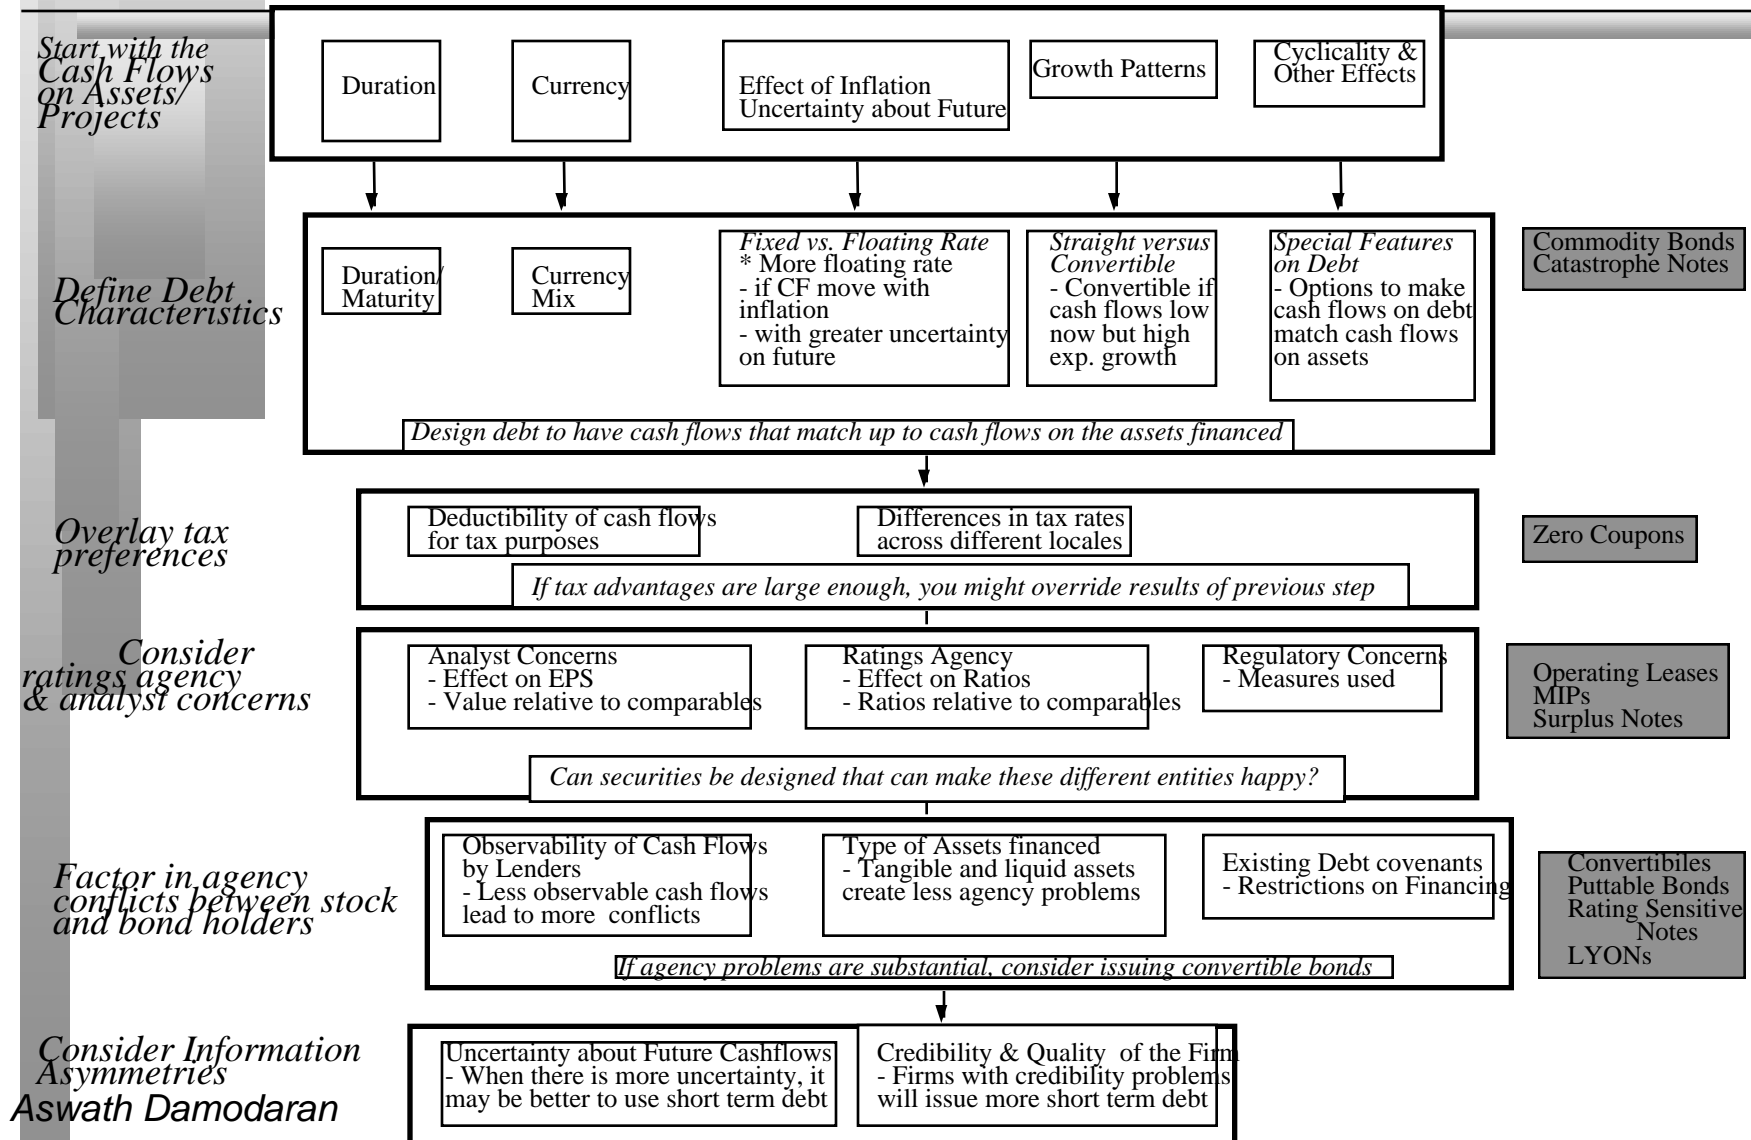 Start with the
Cash Flows
on Assets/
Projects
Duration
Currency
Effect of Inflation
Uncertainty about Future
Growth Patterns
Cyclicality &
Other Effects
Define Debt
Characteristics
Duration/
Maturity
Currency
Mix
Fixed vs. Floating Rate
* More floating rate
- if CF move with
inflation
- with greater uncertainty
on future
Straight versus
Convertible
- Convertible if
cash flows low
now but high
exp. growth
Special Features
on Debt
- Options to make
cash flows on debt
match cash flows
on assets
Commodity Bonds
Catastrophe Notes
Design debt to have cash flows that match up to cash flows on the assets financed
Overlay tax
preferences
Deductibility of cash flows
for tax purposes
Differences in tax rates
across different locales
Zero Coupons
If tax advantages are large enough, you might override results of previous step
Consider
ratings agency
& analyst concerns
Analyst Concerns
- Effect on EPS
- Value relative to comparables
Ratings Agency
- Effect on Ratios
- Ratios relative to comparables
Regulatory Concerns
- Measures used
Operating Leases
MIPs
Surplus Notes
Can securities be designed that can make these different entities happy?
Factor in agency
conflicts between stock
and bond holders
Observability of Cash Flows
by Lenders
- Less observable cash flows
lead to more conflicts
Type of Assets financed
- Tangible and liquid assets
create less agency problems
Existing Debt covenants
- Restrictions on Financing
Convertibiles
Puttable Bonds
Rating Sensitive
Notes
LYONs
If agency problems are substantial, consider issuing convertible bonds
Consider Information
Asymmetries
Uncertainty about Future Cashflows
- When there is more uncertainty, it
may be better to use short term debt
Credibility & Quality of the Firm
- Firms with credibility problems
will issue more short term debt
Aswath Damodaran